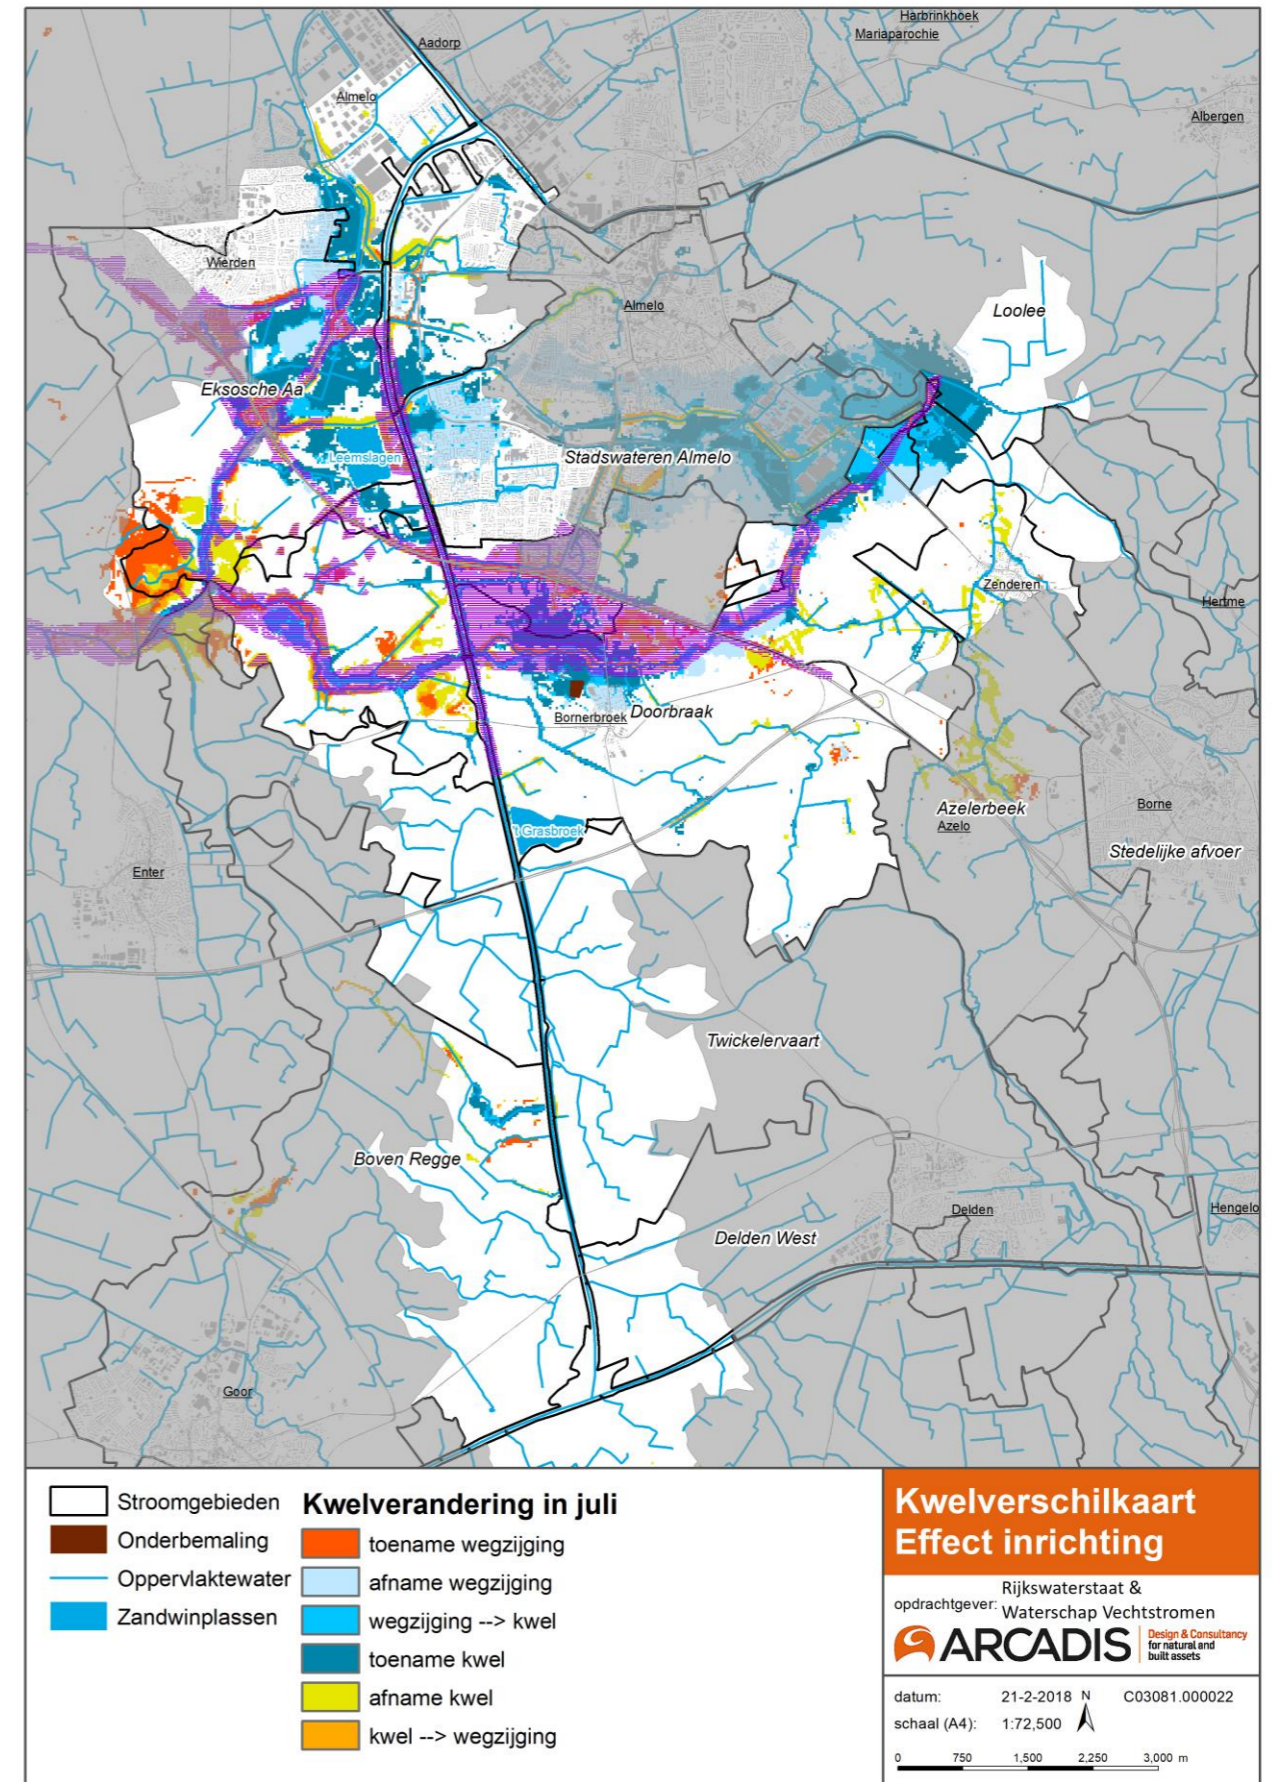 Harbrinkhoek
Mariaparochie
Aadorp
Almelo
Albergen
Wierden
Almelo
Loolee
Eksosche Aa
Leemslagen
Stadswateren Almelo
Zenderen
Hertme
Bornerbroek
Doorbraak
Azelerbeek
Azelo
Borne
't Grasbroek
Stedelijke afvoer
Enter
Twickelervaart
Boven Regge
Delden
Hengelo
Delden West
Goor
Stroomgebieden
Onderbemaling
Oppervlaktewater
Zandwinplassen
Kwelverandering in juli
toename wegzijging
afname wegzijging
wegzijging --> kwel
toename kwel
afname kwel
kwel --> wegzijging
Kwelverschilkaart
Effect inrichting
opdrachtgever: Rijkswaterstaat &
Waterschap Vechtstromen
ARCADIS
Design & Consultancy
for natural and
built assets
datum: 21-2-2018 N C03081.000022
schaal (A4): 1:72,500
0 750 1,500 2,250 3,000 m